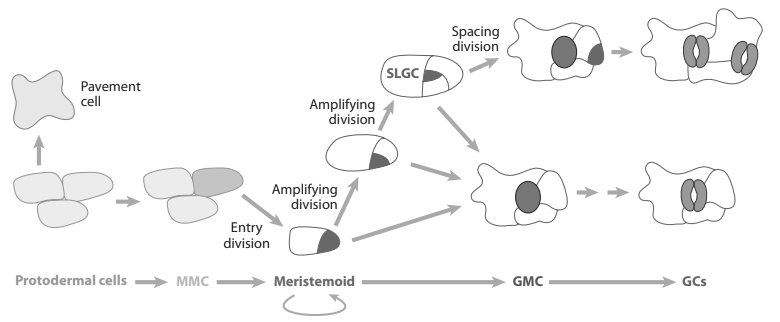 Spacing
division
SLGC
Pavement
cell
Amplifying
division
Amplifying
division
Entry
division
Protodermal cells
MMC
Meristemoid
GMC
GCs